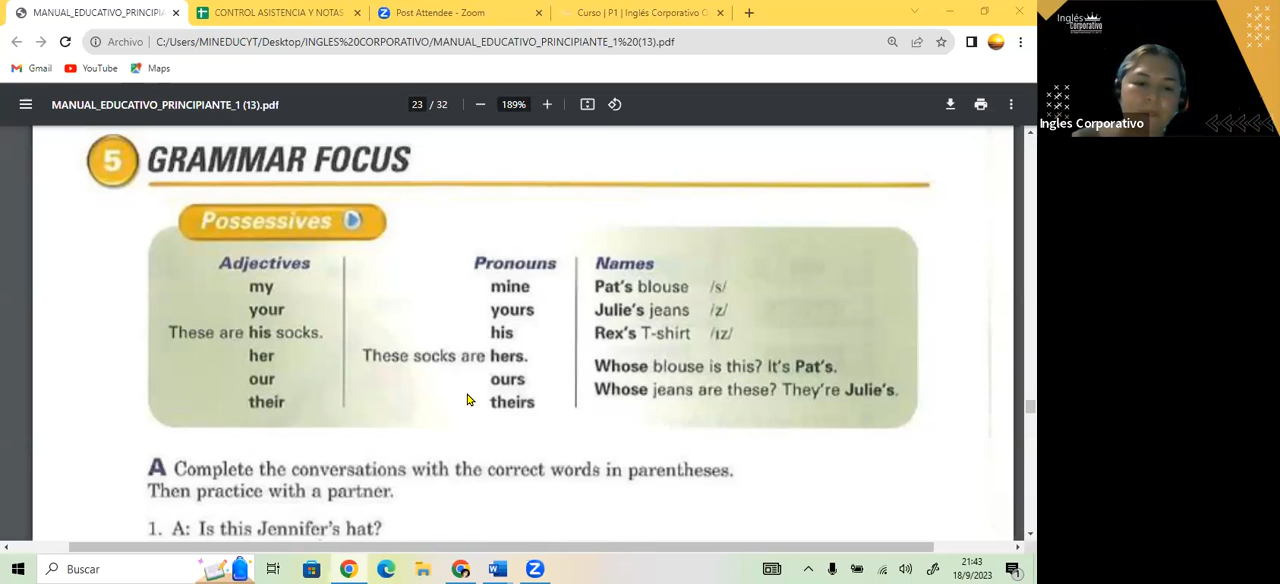 MANUAL_EDUCATIVO_PRINCIPIA
CONTROL ASISTENCIA Y NOTAS
Post Attendee - Zoom
Curso | P1 | Inglés Corporativo C
Archivo
C:/Users/MINEDUCYT/Desktop/INGLES%20CORPORATIVO/MANUAL_EDUCATIVO_PRINCIPIANTE_1%20(13).pdf
Gmail YouTube Maps
MANUAL_EDUCATIVO_PRINCIPIANTE_1 (13).pdf
23 / 32
189%
5 GRAMMAR FOCUS
Possessives
Adjectives
my
your
These are his socks.
her
our
their
Pronouns
mine
yours
his
These socks are hers.
ours
theirs
Names
Pat's blouse /s/
Julie's jeans /z/
Rex's T-shirt /ɪz/
Whose blouse is this? It's Pat's.
Whose jeans are these? They're Julie's.
A Complete the conversations with the correct words in parentheses.
Then practice with a partner.
1. A: Is this Jennifer's hat?
Inglés
Corporativo
Ingles Corporativo
Buscar
21:43
18/9/2023